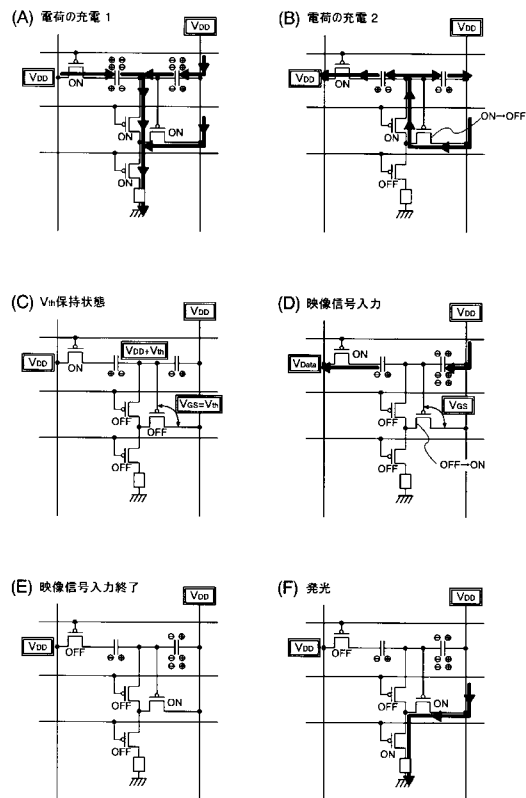 (A) 電荷の充電 1
VDD
VDD
ON
ON
ON
ON
(B) 電荷の充電 2
VDD
VDD
ON
ON
ON→OFF
OFF
(C) Vth保持状態
VDD
VDD
VDD+Vth
ON
OFF
VGS=Vth
OFF
OFF
(D) 映像信号入力
VDD
VData
ON
VGS
OFF
OFF
OFF→ON
(E) 映像信号入力終了
VDD
VDD
OFF
OFF
ON
OFF
(F) 発光
VDD
VDD
OFF
OFF
ON
ON